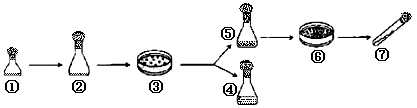 ① ② ③ ⑤ ④ ⑥ ⑦